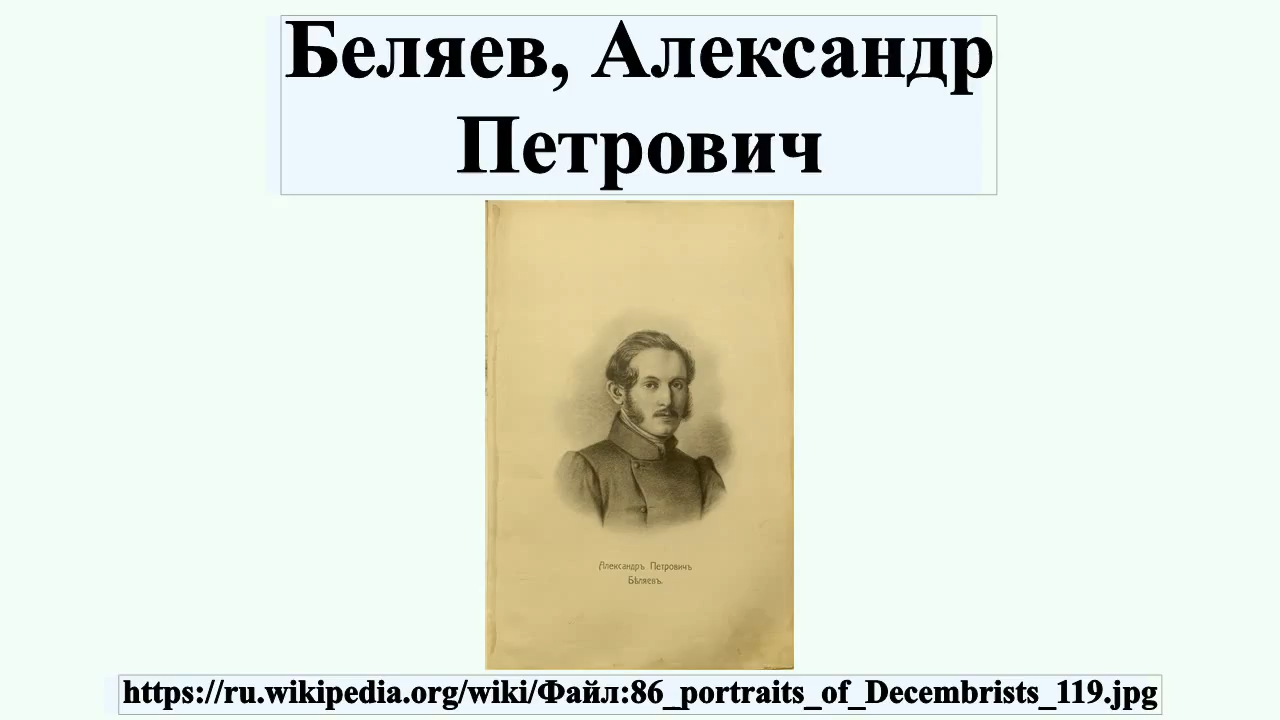 Беляев, Александр
Петрович
Александръ Петровичъ
Бѣляевъ.
https://ru.wikipedia.org/wiki/Файл:86_portraits_of_Decembrists_119.jpg